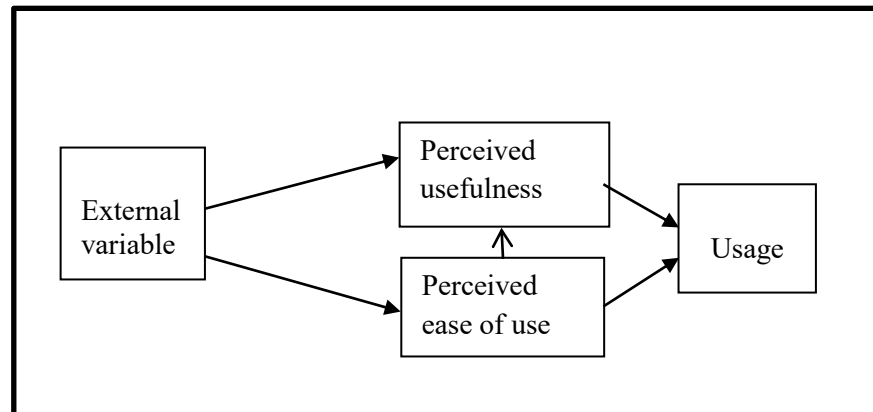 Perceived
usefulness
External
variable
Usage
Perceived
ease of use